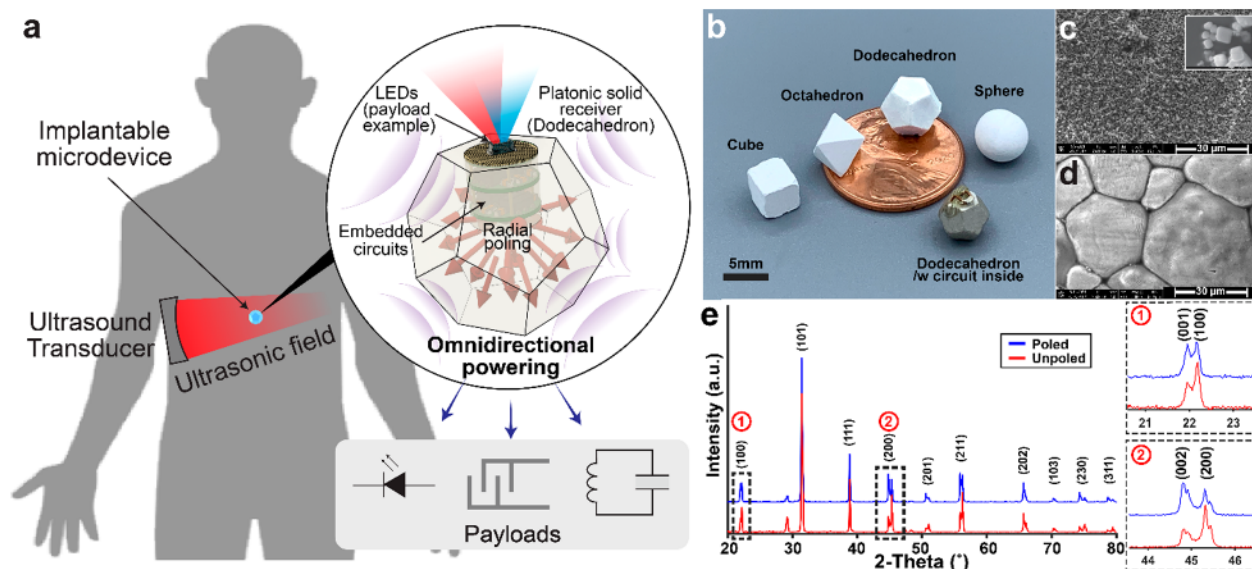 a
Implantable
microdevice
Ultrasound
Transducer
Ultrasonic field
LEDs
(payload
example)
Platonic solid
receiver
(Dodecahedron)
Embedded
circuits
Radial
poling
Omnidirectional
powering
Payloads
b
Dodecahedron
Octahedron
Sphere
Cube
Dodecahedron
/w circuit inside
5mm
c
30 μm
d
30 μm
e
Intensity (a.u.)
Poled
Unpoled
1
(100)
(101)
(111)
2
(200)
(201)
(211)
(202)
(103)
(230)
(311)
20 30 40 50 60 70 80
2-Theta (°)
1
(001)
(100)
21 22 23
2
(002)
(200)
44 45 46